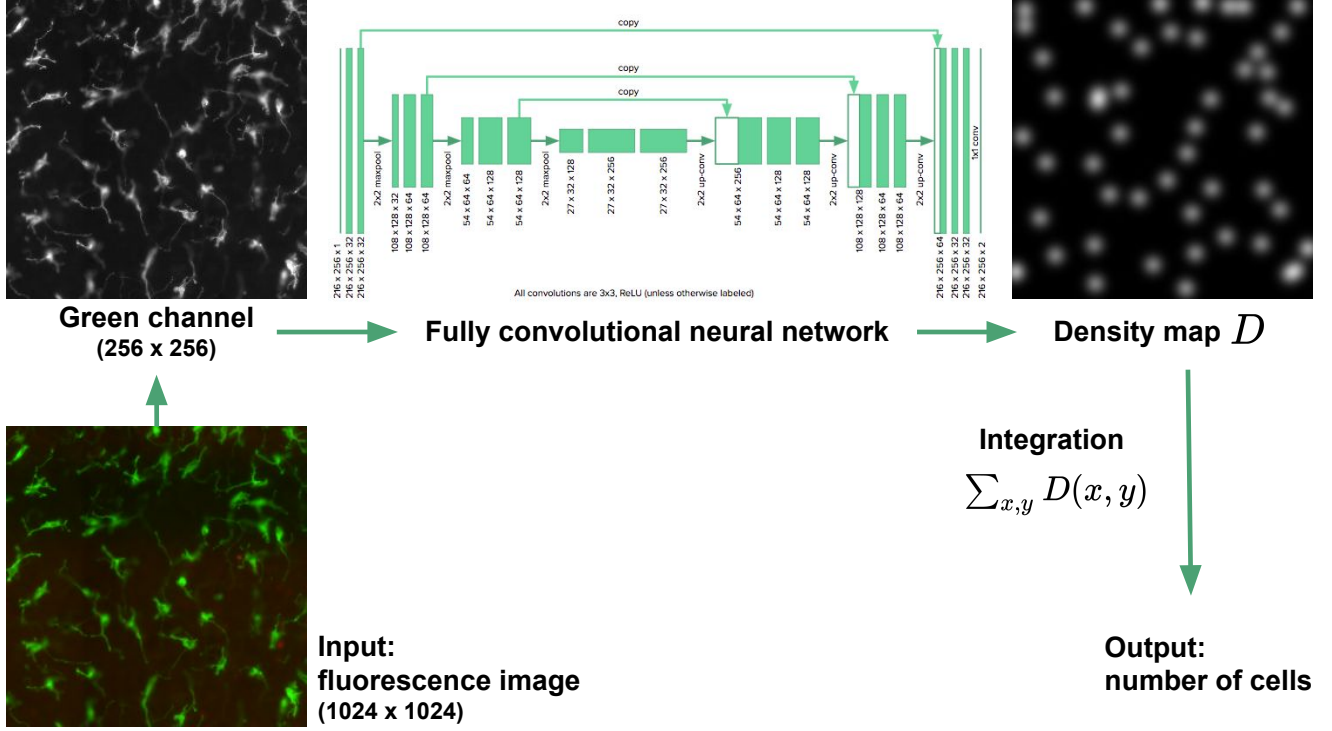 copy
copy
copy
2x2 maxpool
2x2 maxpool
2x2 maxpool
2x2 up-conv
2x2 up-conv
2x2 up-conv
1x1 conv
216 x 256 x 1
216 x 256 x 32
216 x 256 x 32
108 x 128 x 32
108 x 128 x 64
108 x 128 x 64
54 x 64 x 64
54 x 64 x 128
54 x 64 x 128
27 x 32 x 128
27 x 32 x 256
27 x 32 x 256
54 x 64 x 256
54 x 64 x 128
54 x 64 x 128
108 x 128 x 128
108 x 128 x 64
108 x 128 x 64
216 x 256 x 64
216 x 256 x 32
216 x 256 x 32
216 x 256 x 2
All convolutions are 3x3, ReLU (unless otherwise labeled)
Green channel
(256 x 256)
Fully convolutional neural network
Density map D
Integration
∑x,y D(x, y)
Input:
fluorescence image
(1024 x 1024)
Output:
number of cells